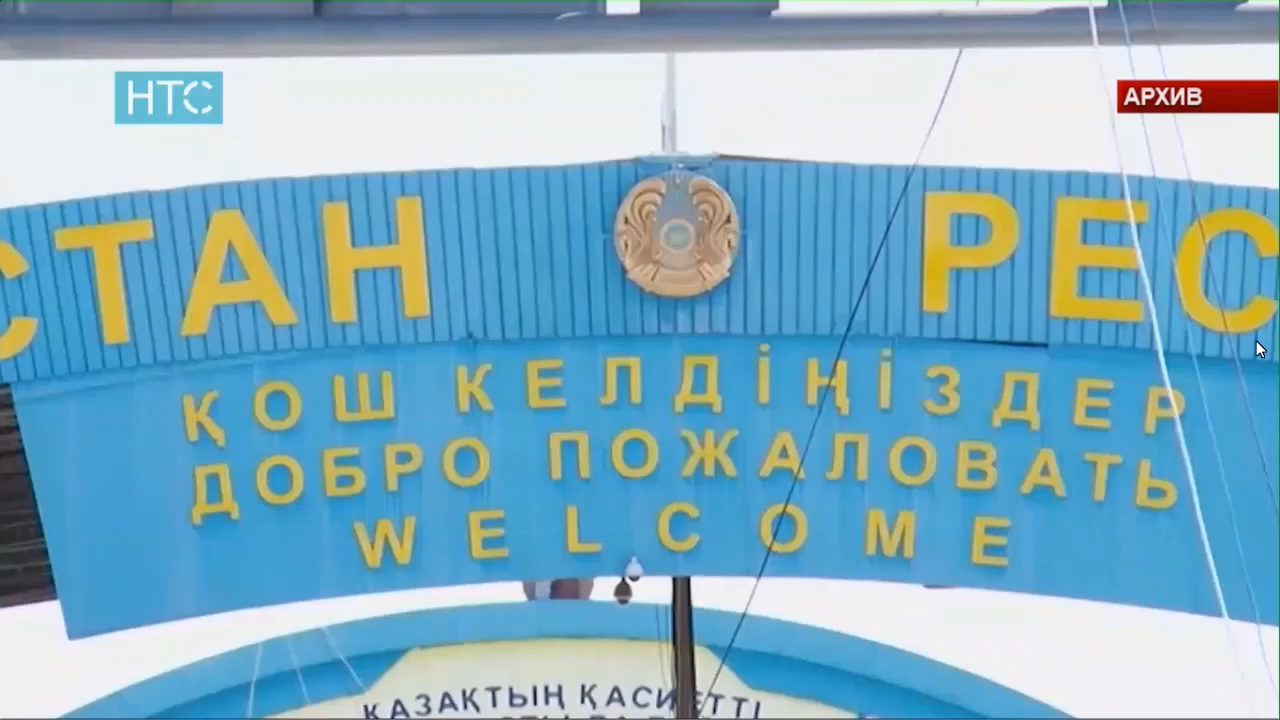 НТС
АРХИВ
СТАН РЕС
ҚОШ КЕЛДІҢІЗДЕР
ДОБРО ПОЖАЛОВАТЬ
WELCOME
ҚАЗАҚТЫҢ ҚАСИЕТТІ